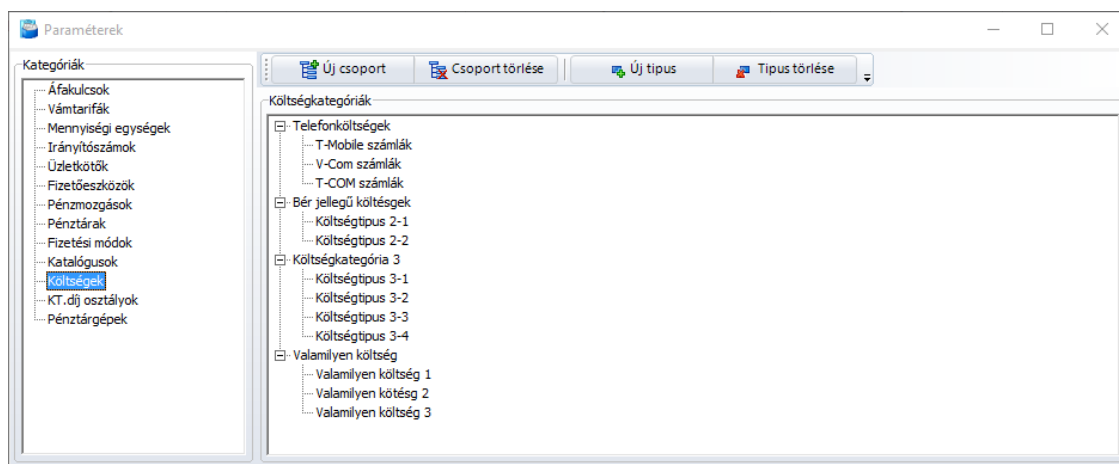 Paraméterek
Kategóriák
Áfakulcsok
Vámtarifák
Mennyiségi egységek
Irányítószámok
Üzletkötők
Fizetőeszközök
Pénzmozgások
Pénztárak
Fizetési módok
Katalógusok
Költségek
KT.díj osztályok
Pénztárgépek
Új csoport Csoport törlése Új tipus Tipus törlése
Költségkategóriák
Telefonköltségek
T-Mobile számlák
V-Com számlák
T-COM számlák
Bér jellegű költésgek
Költségtipus 2-1
Költségtipus 2-2
Költségkategória 3
Költségtipus 3-1
Költségtipus 3-2
Költségtipus 3-3
Költségtipus 3-4
Valamilyen költség
Valamilyen költség 1
Valamilyen kötésg 2
Valamilyen költség 3